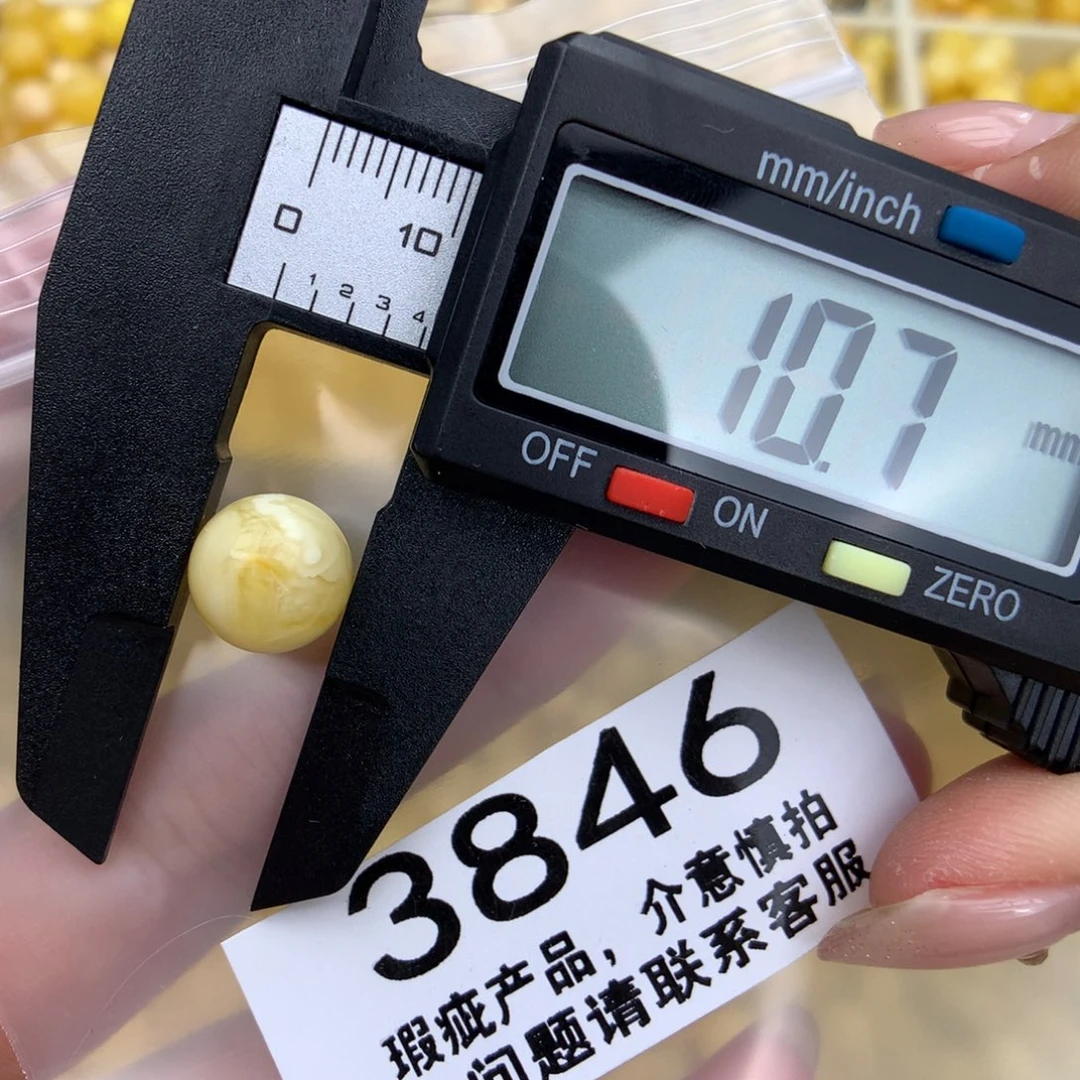 0 10
1 2 3 4
mm/inch
10.7 mm
OFF ON ZERO
3846
瑕疵产品，介意慎拍
问题请联系客服